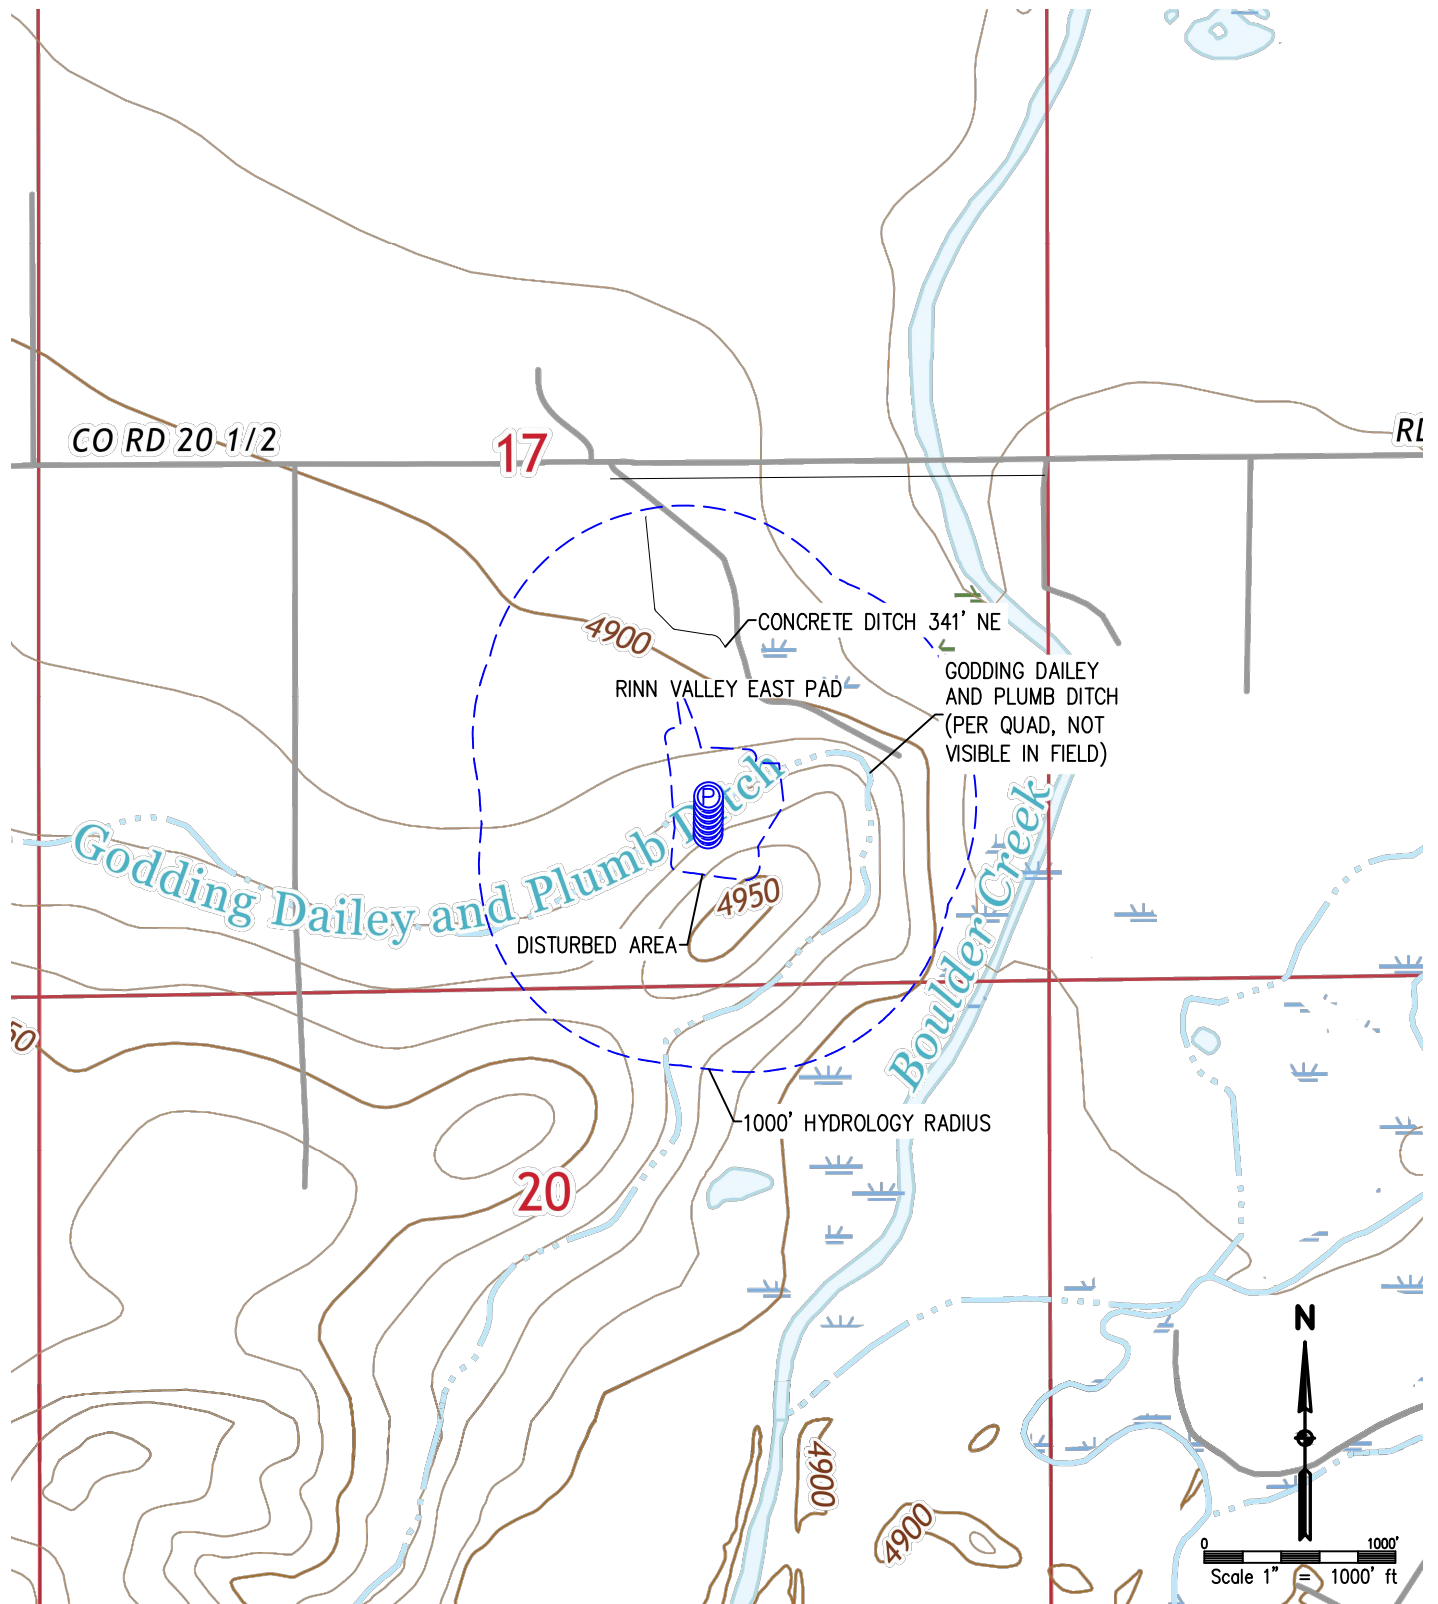 CO RD 20 1/2
17
RD
CONCRETE DITCH 341' NE
4900
RINN VALLEY EAST PAD
GODDING DAILEY
AND PLUMB DITCH
(PER QUAD, NOT
VISIBLE IN FIELD)
P
Godding Dailey and Plumb Ditch
4950
DISTURBED AREA
Boulder Creek
50
1000' HYDROLOGY RADIUS
20
N
4900
4900
0 1000'
Scale 1" = 1000' ft